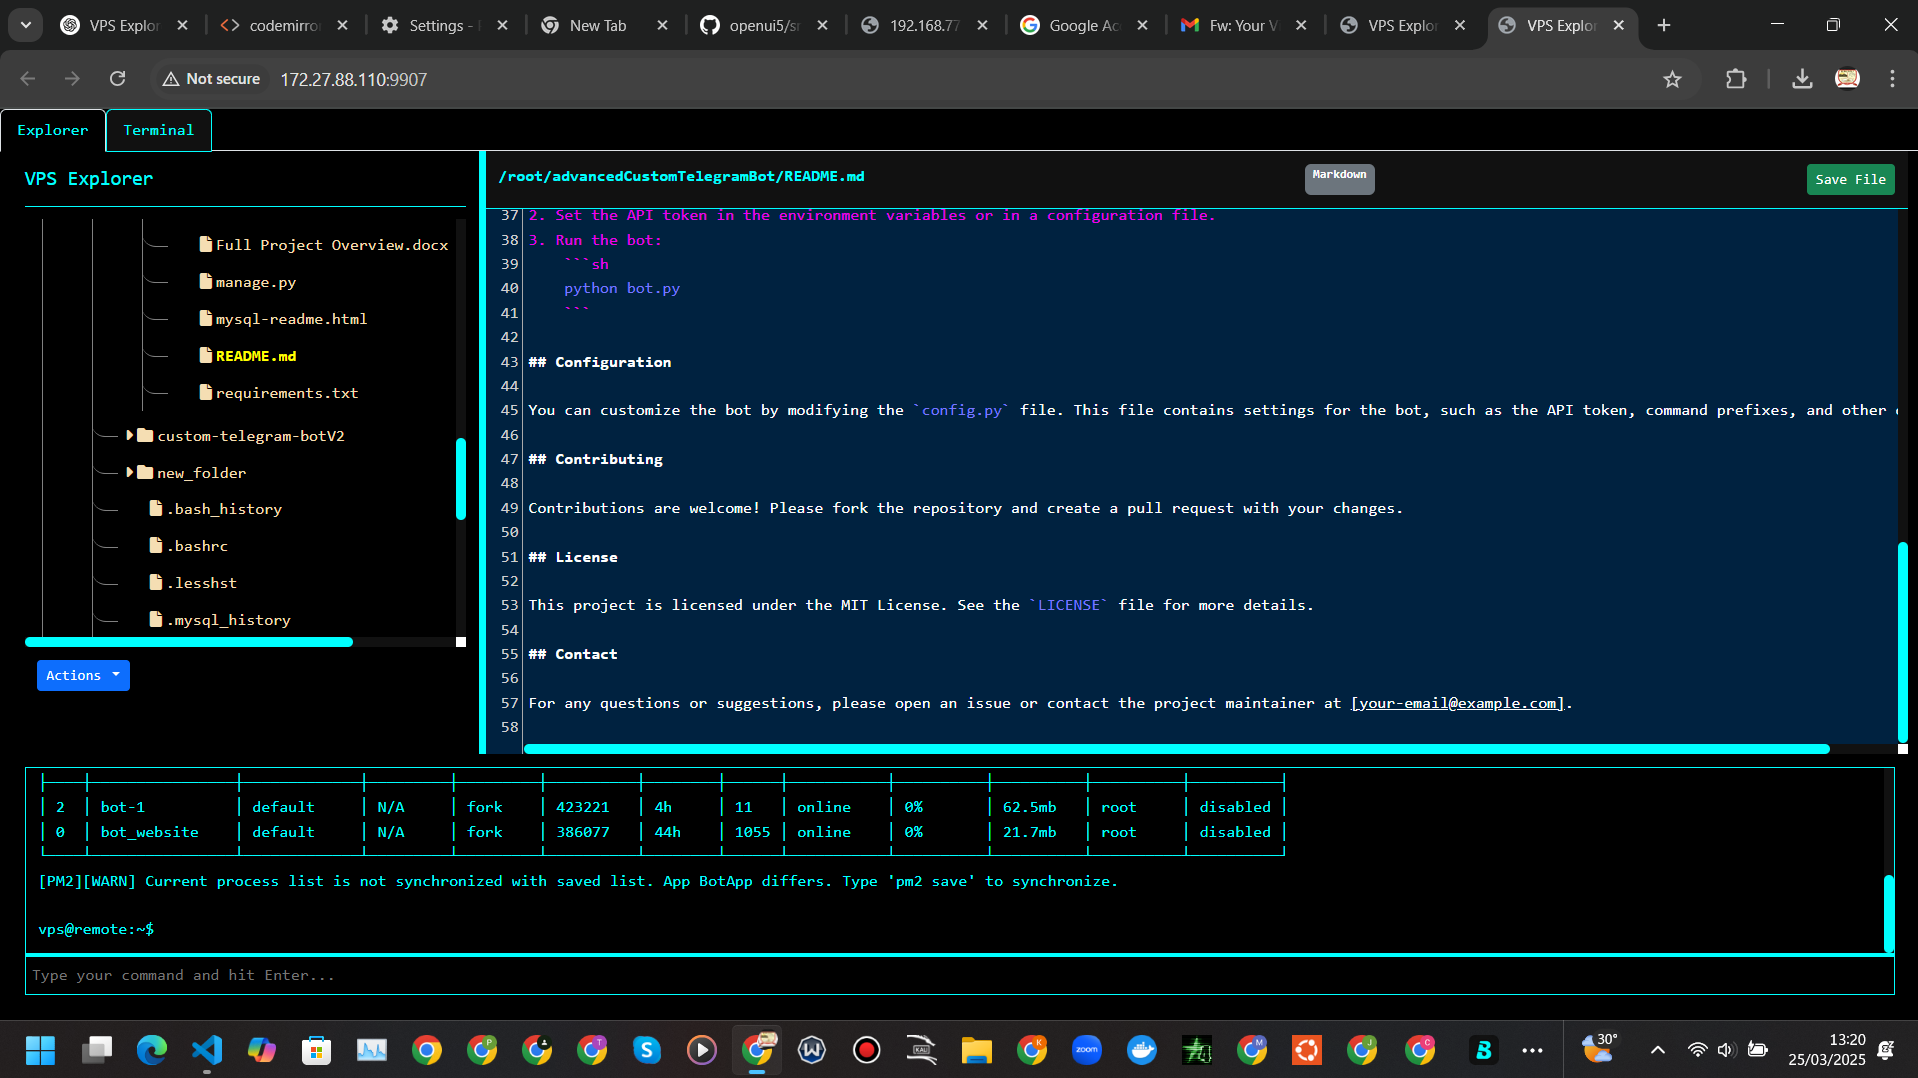 VPS Explor
codemirro
Settings -
New Tab
openui5/sr
192.168.77
Google Ac
Fw: Your V
VPS Explor
VPS Explor
Not secure
172.27.88.110:9907
Explorer
Terminal
VPS Explorer
Full Project Overview.docx
manage.py
mysql-readme.html
README.md
requirements.txt
custom-telegram-botV2
new_folder
.bash_history
.bashrc
.lesshst
.mysql_history
Actions
/root/advancedCustomTelegramBot/README.md
Markdown
Save File
37 2. Set the API token in the environment variables or in a configuration file.
38 3. Run the bot:
39 ```sh
40 python bot.py
41 ```
42
43 ## Configuration
44
45 You can customize the bot by modifying the `config.py` file. This file contains settings for the bot, such as the API token, command prefixes, and other
46
47 ## Contributing
48
49 Contributions are welcome! Please fork the repository and create a pull request with your changes.
50
51 ## License
52
53 This project is licensed under the MIT License. See the `LICENSE` file for more details.
54
55 ## Contact
56
57 For any questions or suggestions, please open an issue or contact the project maintainer at [your-email@example.com].
58
│ 2 │ bot-1 │ default │ N/A │ fork │ 423221 │ 4h │ 11 │ online │ 0% │ 62.5mb │ root │ disabled │
│ 0 │ bot_website │ default │ N/A │ fork │ 386077 │ 44h │ 1055 │ online │ 0% │ 21.7mb │ root │ disabled │
[PM2][WARN] Current process list is not synchronized with saved list. App BotApp differs. Type 'pm2 save' to synchronize.
vps@remote:~$
Type your command and hit Enter...
zoom
30°
13:20
25/03/2025